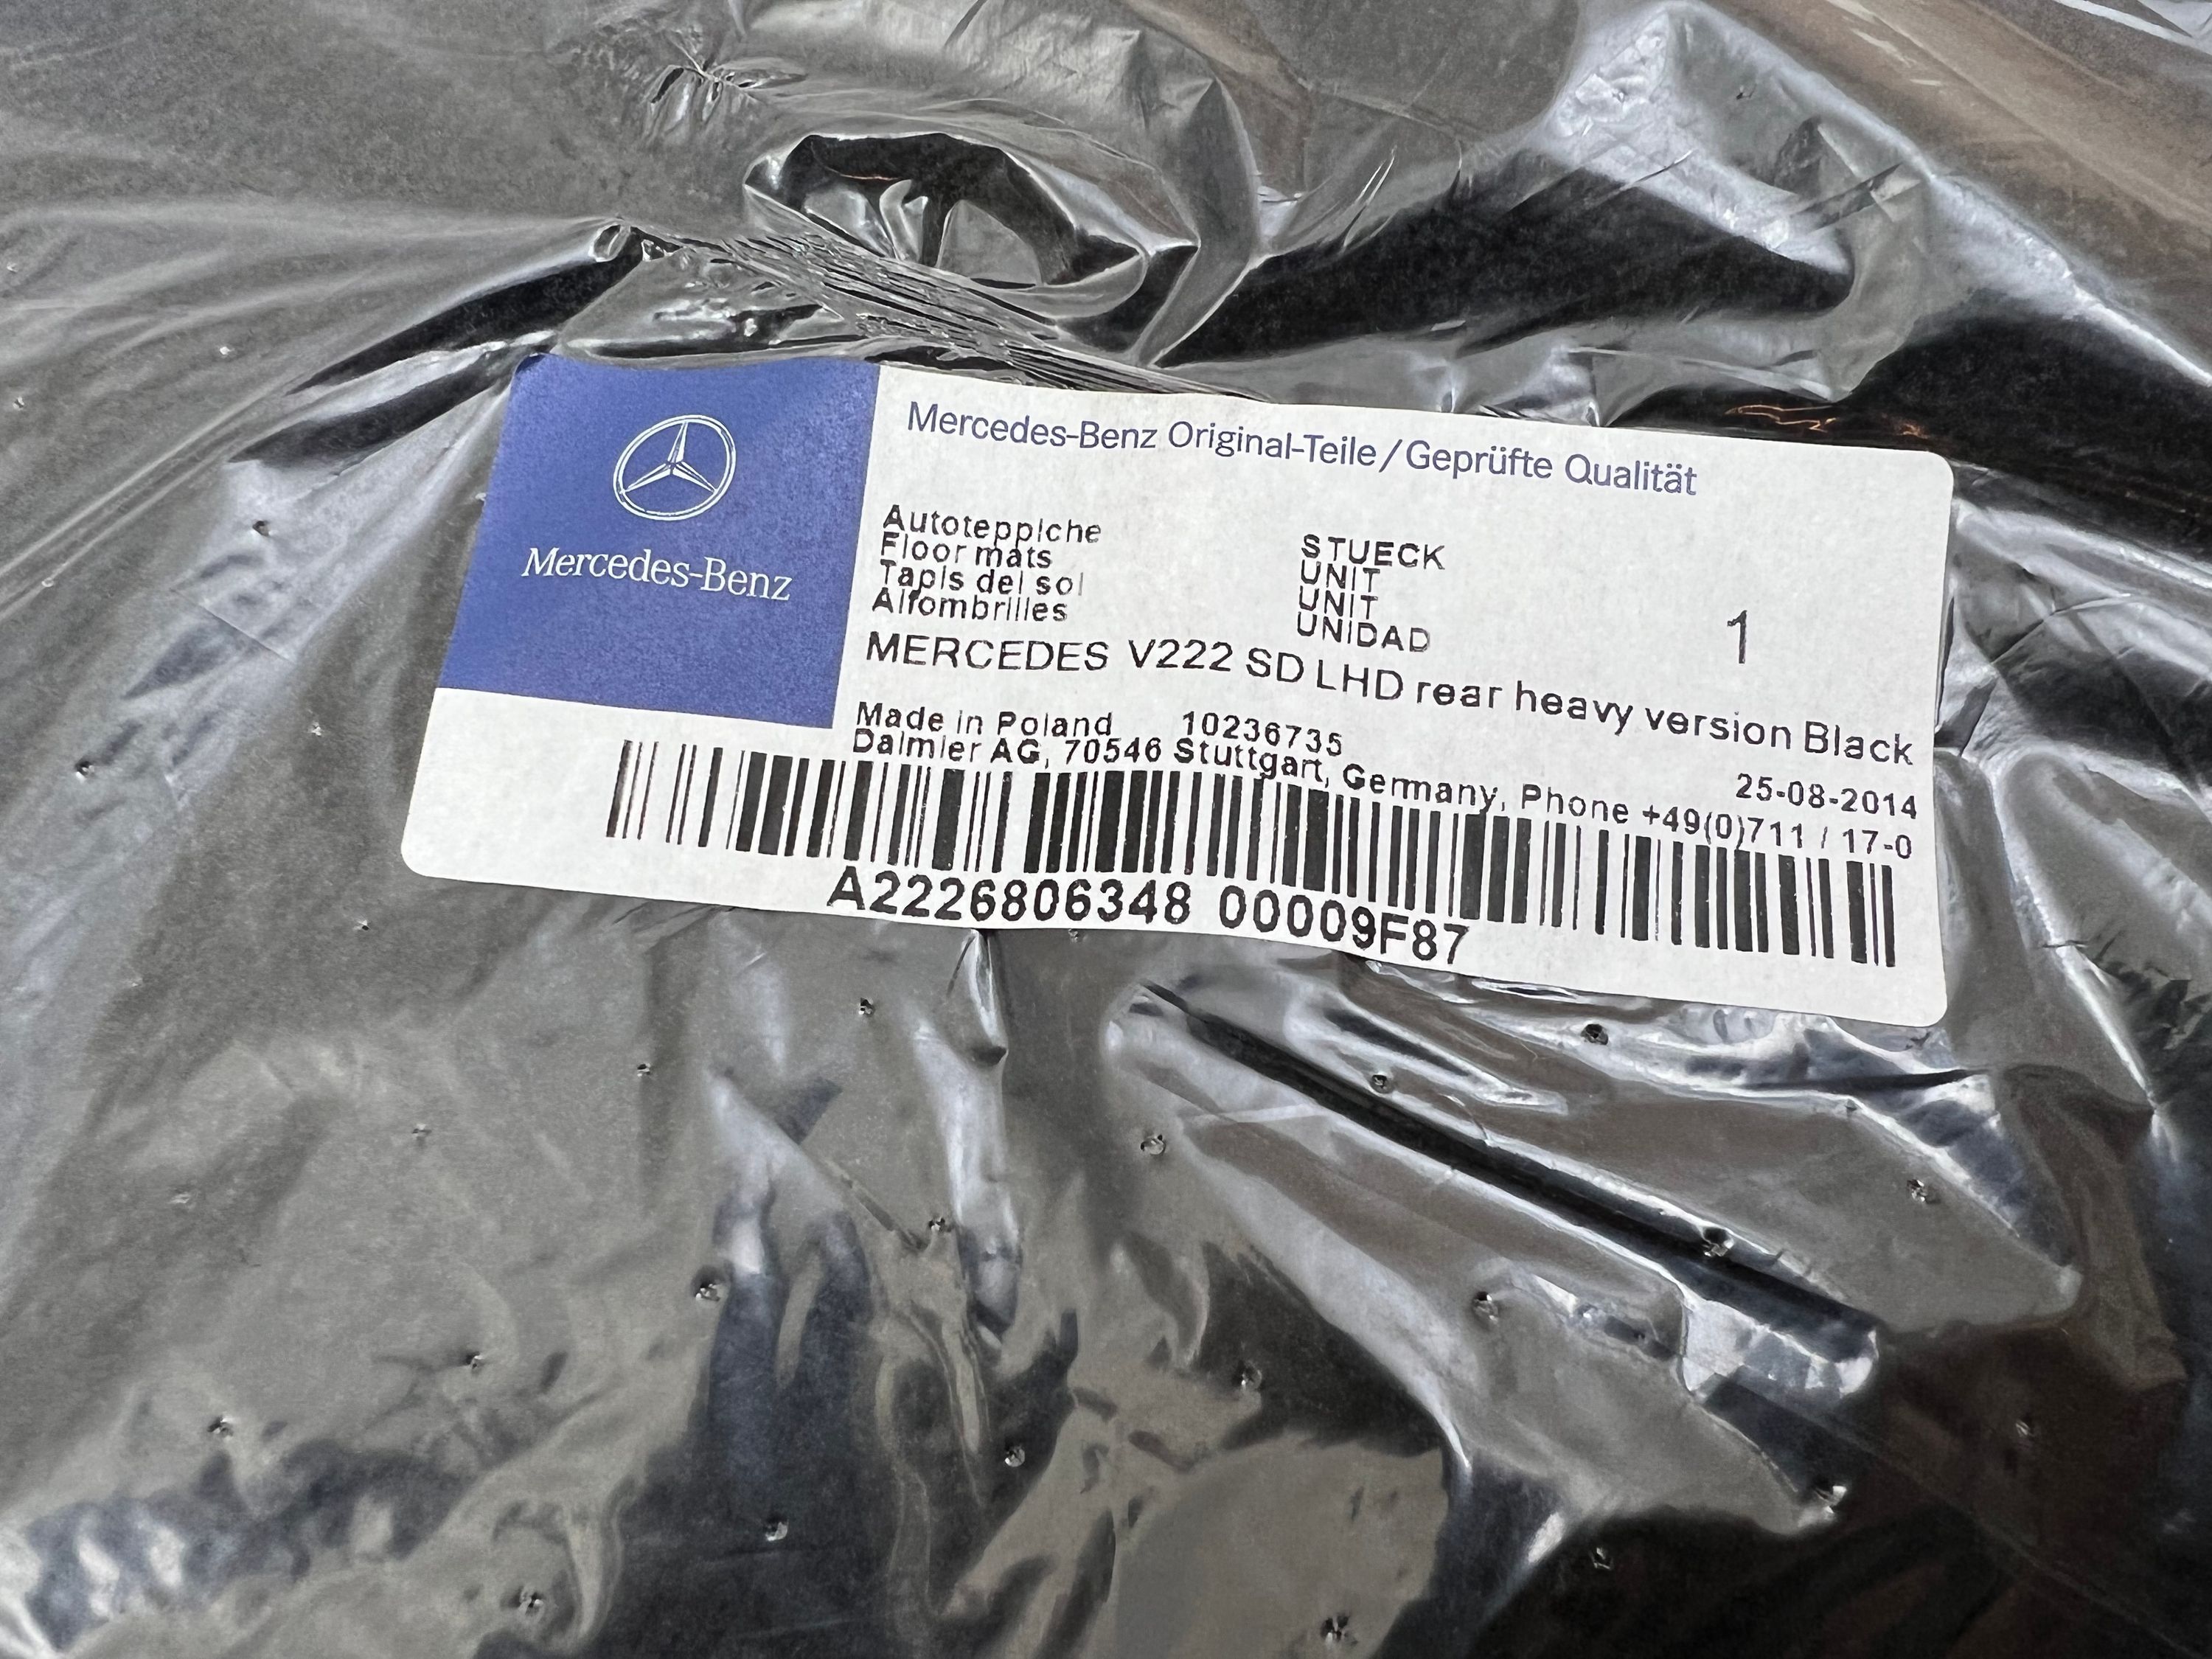 Mercedes-Benz
Mercedes-Benz Original-Teile/Geprüfte Qualität
Autoteppiche STUECK
Floor mats UNIT
Tapis del sol UNIT
Alfombrilles UNIDAD
1
MERCEDES V222 SD LHD rear heavy version Black
Made in Poland 10236735 25-08-2014
Daimler AG, 70546 Stuttgart, Germany, Phone +49(0)711 / 17-0
A2226806348 00009F87